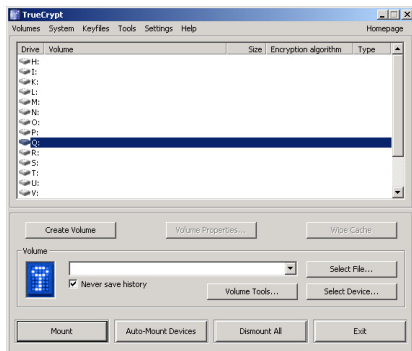 TrueCrypt
Volumes System Keyfiles Tools Settings Help Homepage
Drive Volume Size Encryption algorithm Type
H:
I:
K:
L:
M:
N:
O:
P:
Q:
R:
S:
T:
U:
V:
Create Volume Volume Properties... Wipe Cache
Volume
Select File...
Never save history
Volume Tools... Select Device...
Mount Auto-Mount Devices Dismount All Exit